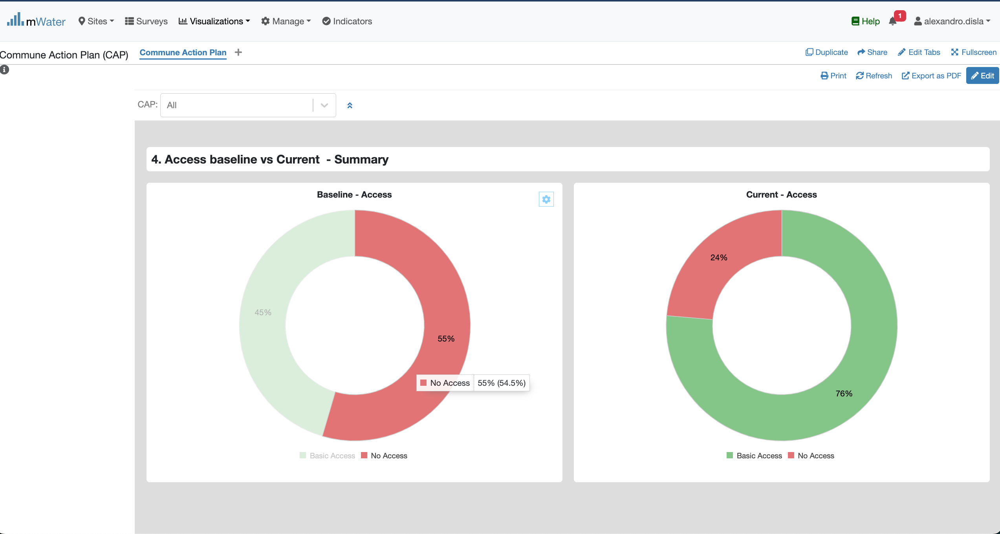 mWater Sites Surveys Visualizations Manage Indicators Help 1 alexandro.disla
Commune Action Plan (CAP) Commune Action Plan Duplicate Share Edit Tabs Fullscreen
Print Refresh Export as PDF Edit
CAP: All
4. Access baseline vs Current - Summary
Baseline - Access
45%
55%
No Access 55% (54.5%)
Basic Access No Access
Current - Access
24%
76%
Basic Access No Access